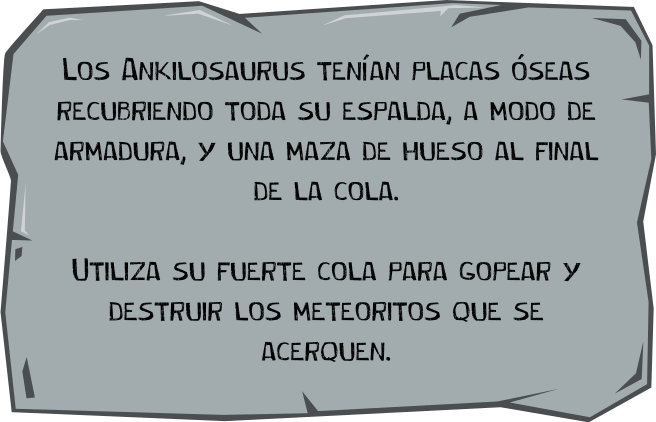 Los Ankilosaurus tenían placas óseas
recubriendo toda su espalda, a modo de
armadura, y una maza de hueso al final
de la cola.
Utiliza su fuerte cola para gopear y
destruir los meteoritos que se
acerquen.